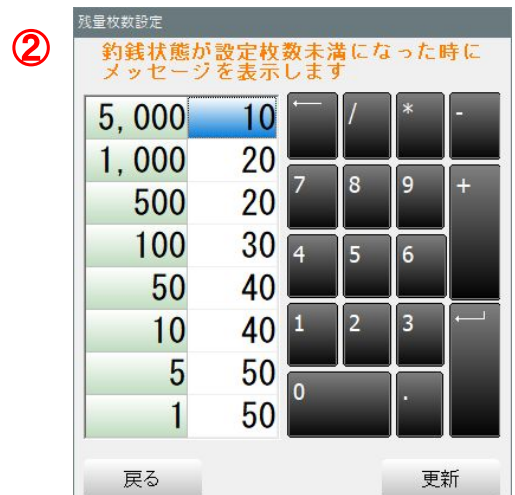 残量枚数設定
②
釣銭状態が設定枚数未満になった時に
メッセージを表示します
5,000 10
1,000 20
500 20
100 30
50 40
10 40
5 50
1 50
← / * -
7 8 9 +
4 5 6
1 2 3 ↵
0 .
戻る 更新